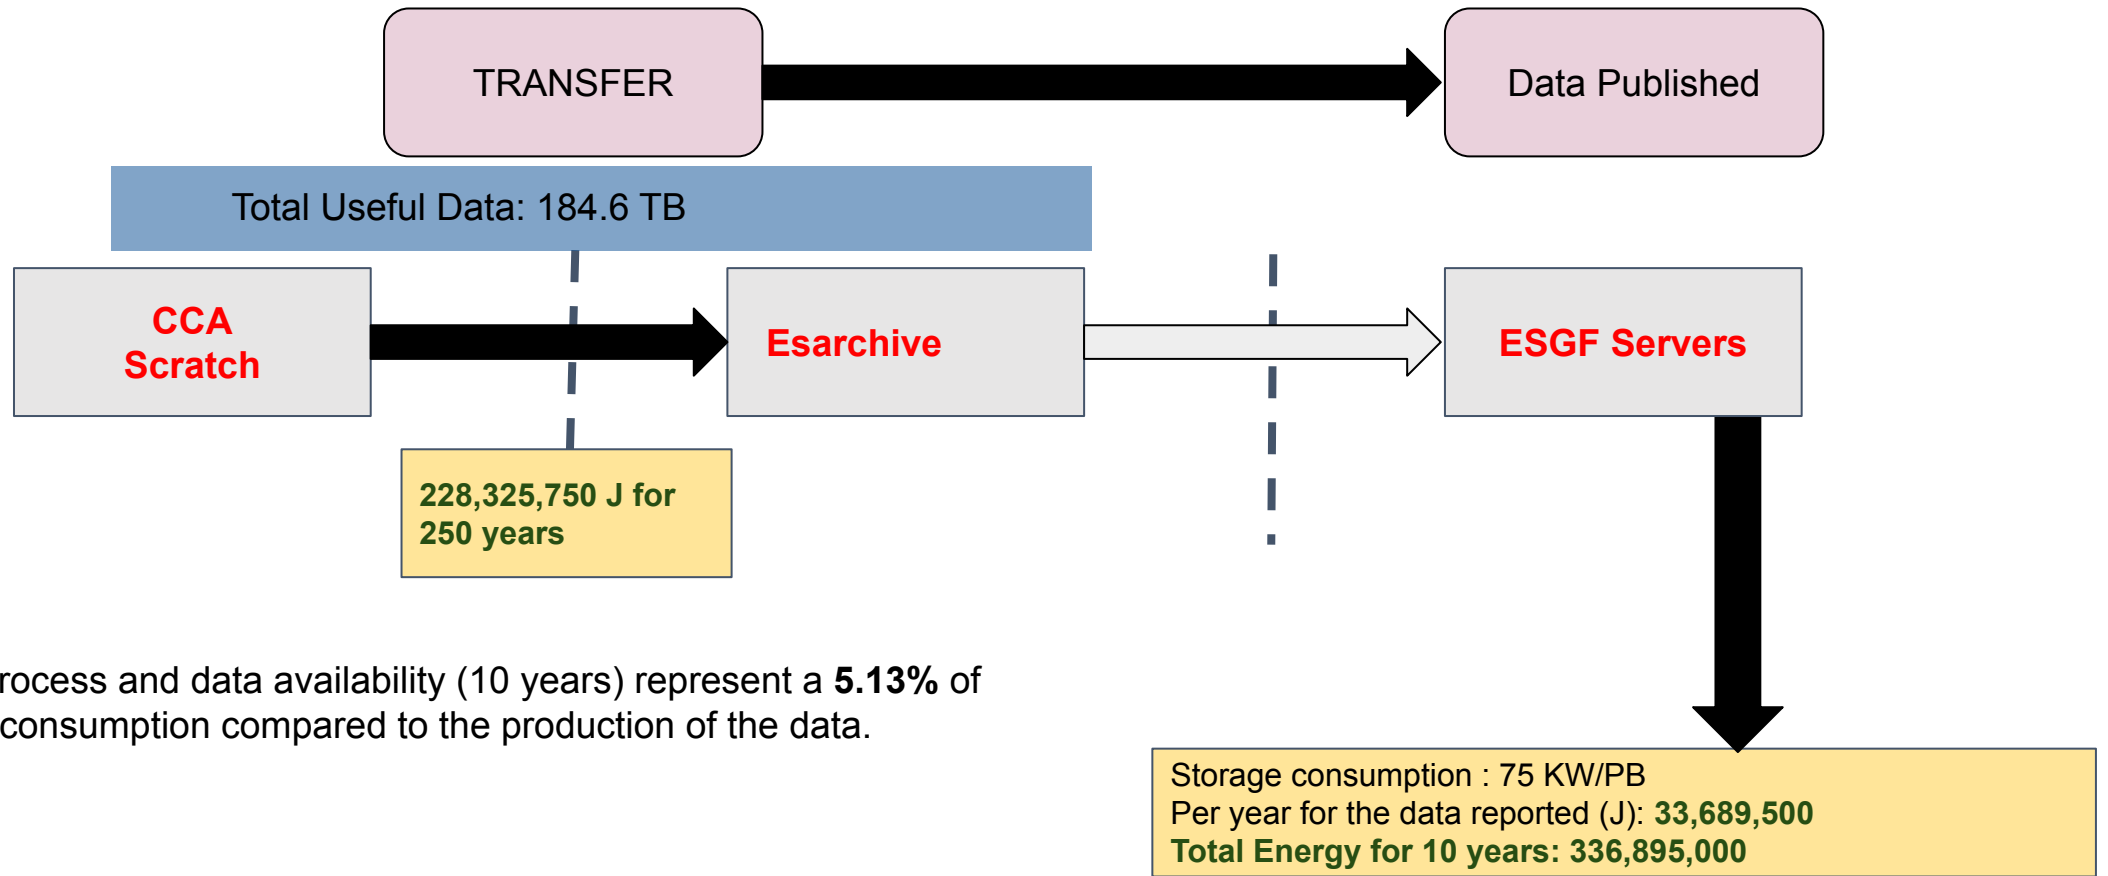 TRANSFER
Data Published
Total Useful Data: 184.6 TB
CCA
Scratch
Esarchive
ESGF Servers
228,325,750 J for
250 years
rocess and data availability (10 years) represent a 5.13% of
consumption compared to the production of the data.
Storage consumption : 75 KW/PB
Per year for the data reported (J): 33,689,500
Total Energy for 10 years: 336,895,000